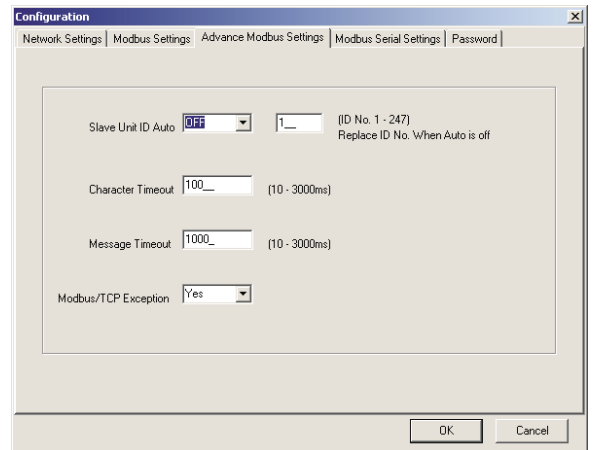 Configuration
Network Settings Modbus Settings Advance Modbus Settings Modbus Serial Settings Password
Slave Unit ID Auto OFF 1__ (ID No. 1 - 247)
Replace ID No. When Auto is off
Character Timeout 100__ (10 - 3000ms)
Message Timeout 1000_ (10 - 3000ms)
Modbus/TCP Exception Yes
OK Cancel